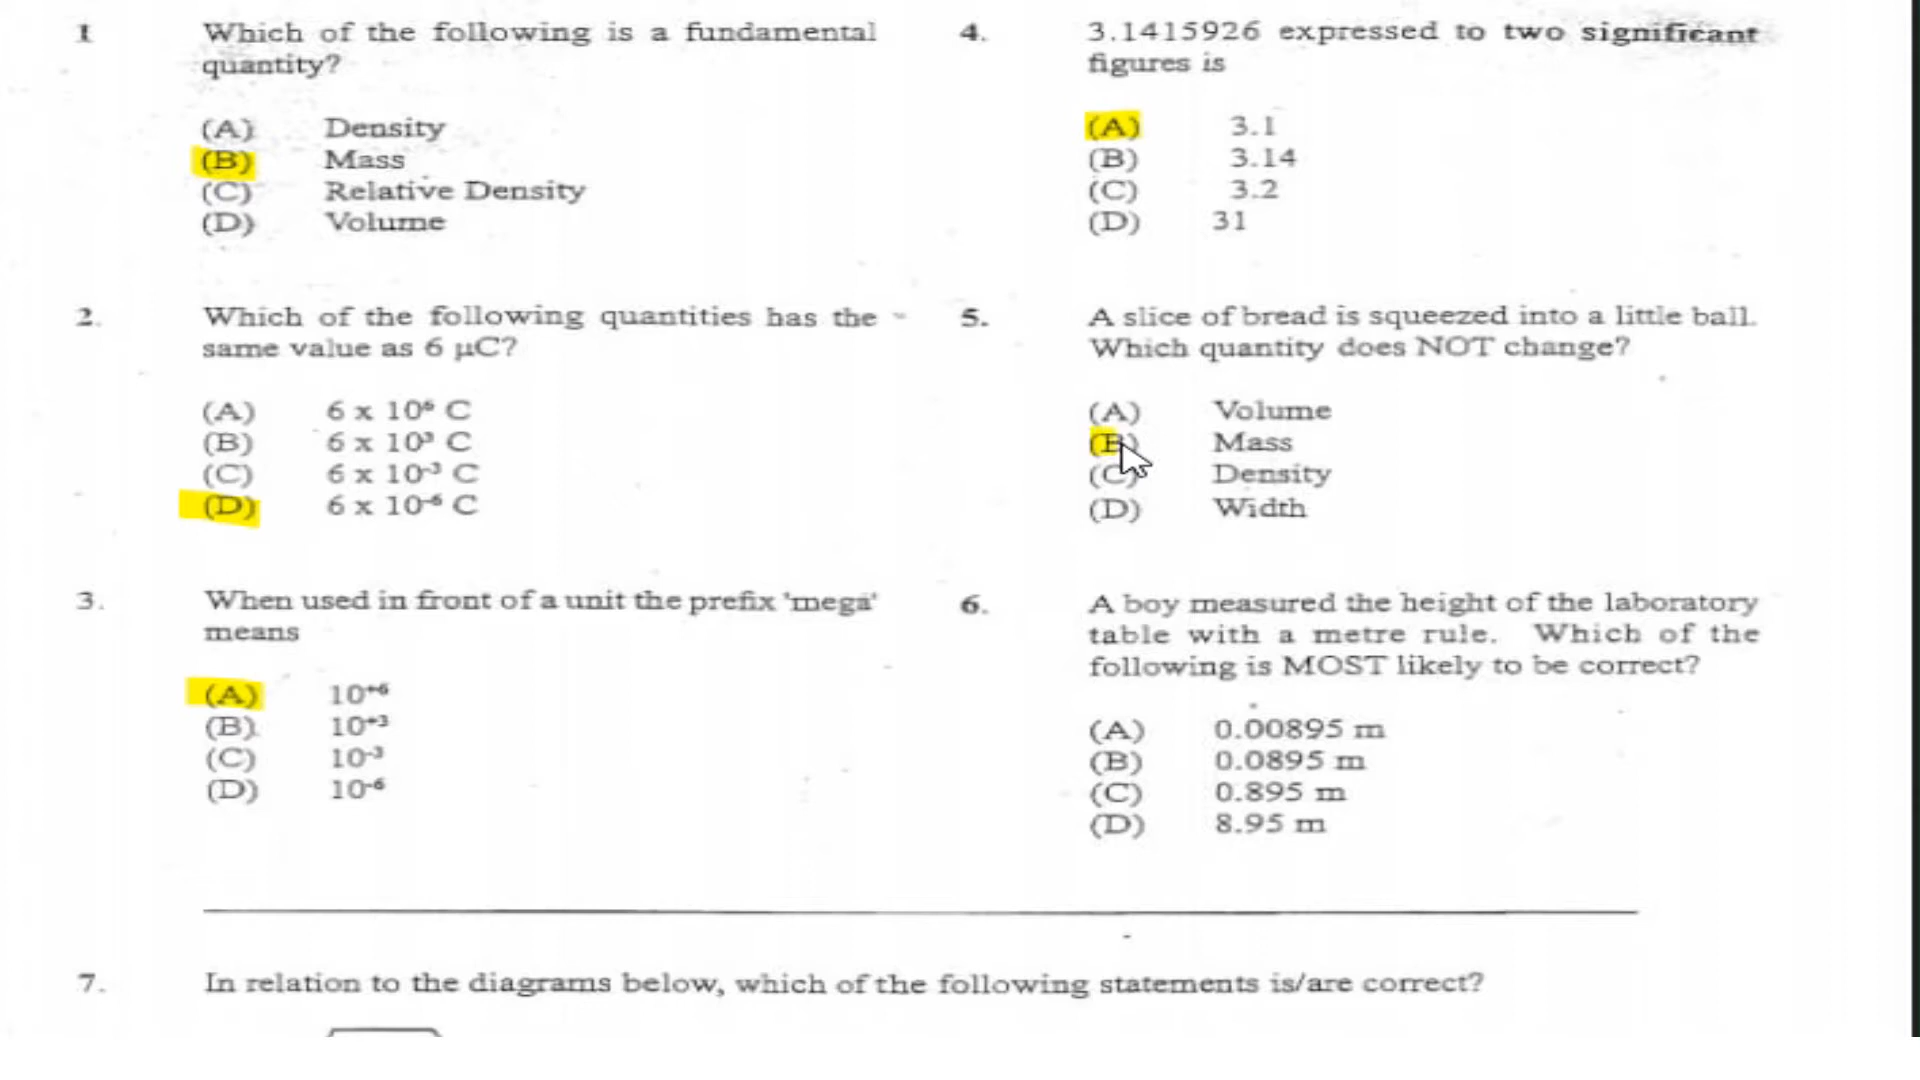 1 Which of the following is a fundamental
quantity?
(A) Density
(B) Mass
(C) Relative Density
(D) Volume
2. Which of the following quantities has the
same value as 6 μC?
(A) 6 x 10⁶ C
(B) 6 x 10³ C
(C) 6 x 10⁻³ C
(D) 6 x 10⁻⁶ C
3. When used in front of a unit the prefix 'mega'
means
(A) 10⁺⁶
(B) 10⁺³
(C) 10⁻³
(D) 10⁻⁶
4. 3.1415926 expressed to two significant
figures is
(A) 3.1
(B) 3.14
(C) 3.2
(D) 31
5. A slice of bread is squeezed into a little ball.
Which quantity does NOT change?
(A) Volume
(B) Mass
(C) Density
(D) Width
6. A boy measured the height of the laboratory
table with a metre rule. Which of the
following is MOST likely to be correct?
(A) 0.00895 m
(B) 0.0895 m
(C) 0.895 m
(D) 8.95 m
7. In relation to the diagrams below, which of the following statements is/are correct?